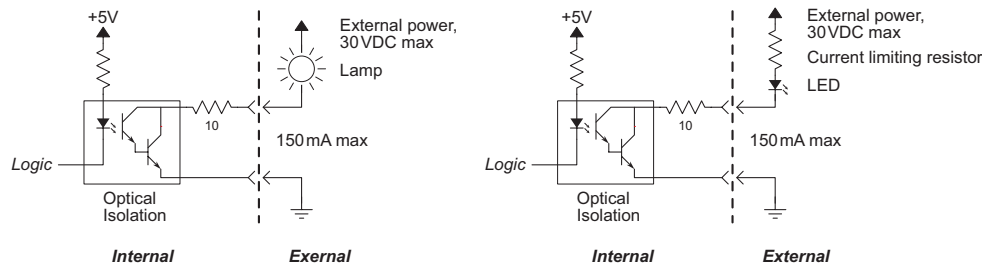 +5V
External power,
30VDC max
Lamp
10
150mA max
Logic
Optical
Isolation
Internal
Exernal
+5V
External power,
30VDC max
Current limiting resistor
LED
10
150mA max
Logic
Optical
Isolation
Internal
External